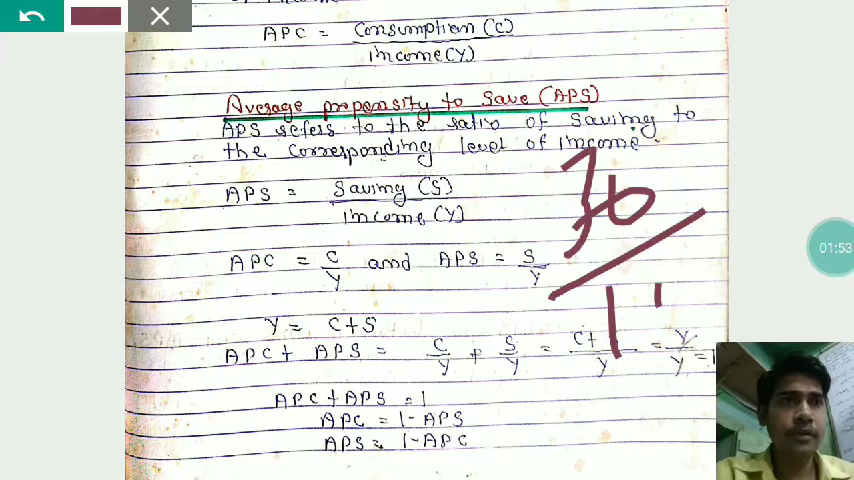 APC = Consumption (C)
Income (Y)
Average propensity to Save (APS)
APS refers to the ratio of Saving to
the corresponding level of income.
APS = Saving (S)
Income (Y)
APC = C/Y and APS = S/Y
Y = C+S
APC + APS = C/Y + S/Y = C+ /Y = Y/Y = 1
APC + APS = 1
APC = 1 - APS
APS = 1 - APC
01:53